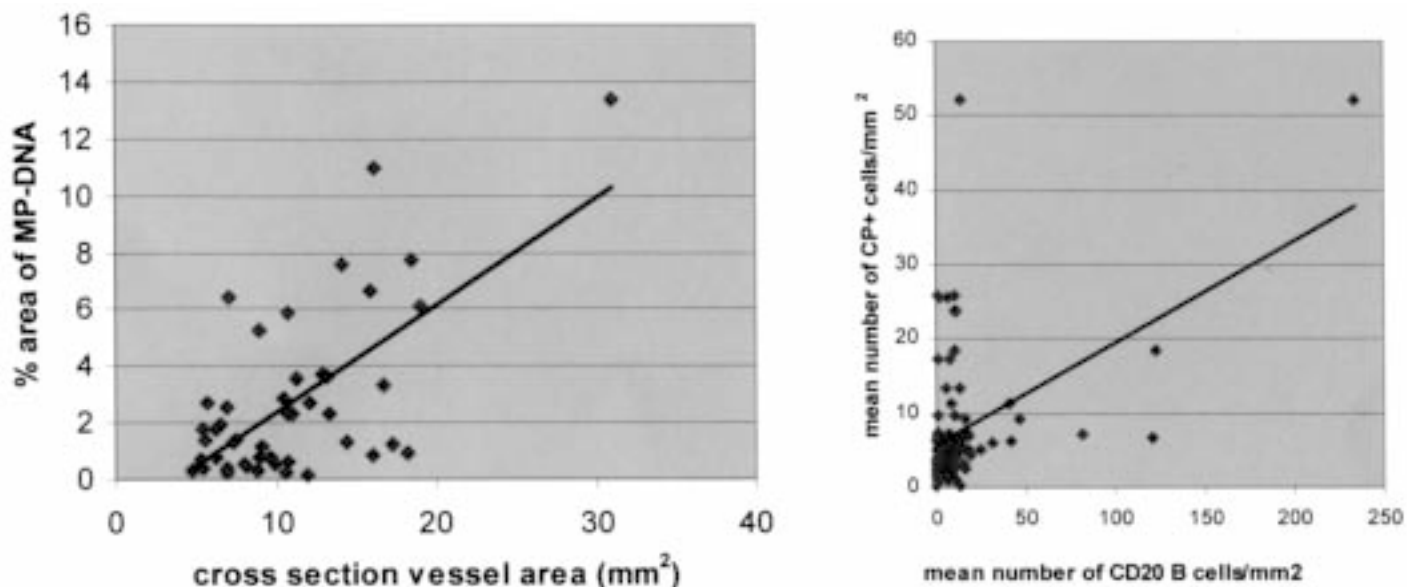 % area of MP-DNA
16
14
12
10
8
6
4
2
0
0 10 20 30 40
cross section vessel area (mm²)
mean number of CP+ cells/mm ²
60
50
40
30
20
10
0
0 50 100 150 200 250
mean number of CD20 B cells/mm2